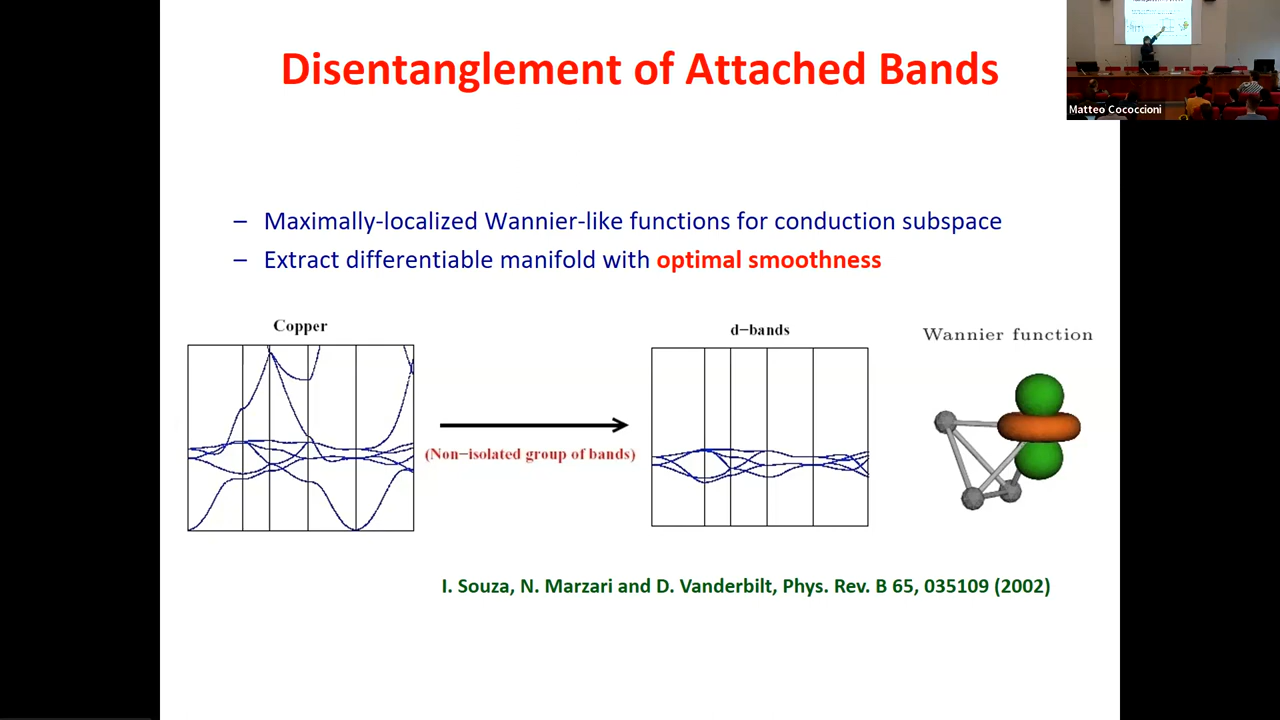 Disentanglement of Attached Bands
Matteo Cococcioni
– Maximally-localized Wannier-like functions for conduction subspace
– Extract differentiable manifold with optimal smoothness
Copper
(Non-isolated group of bands)
d-bands
Wannier function
I. Souza, N. Marzari and D. Vanderbilt, Phys. Rev. B 65, 035109 (2002)